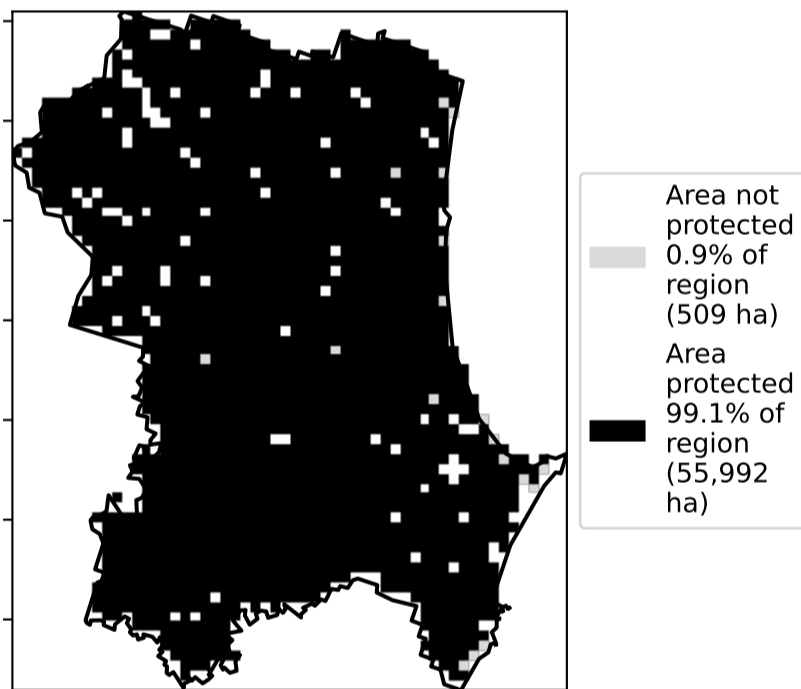 Area not
protected
0.9% of
region
(509 ha)
Area
protected
99.1% of
region
(55,992
ha)